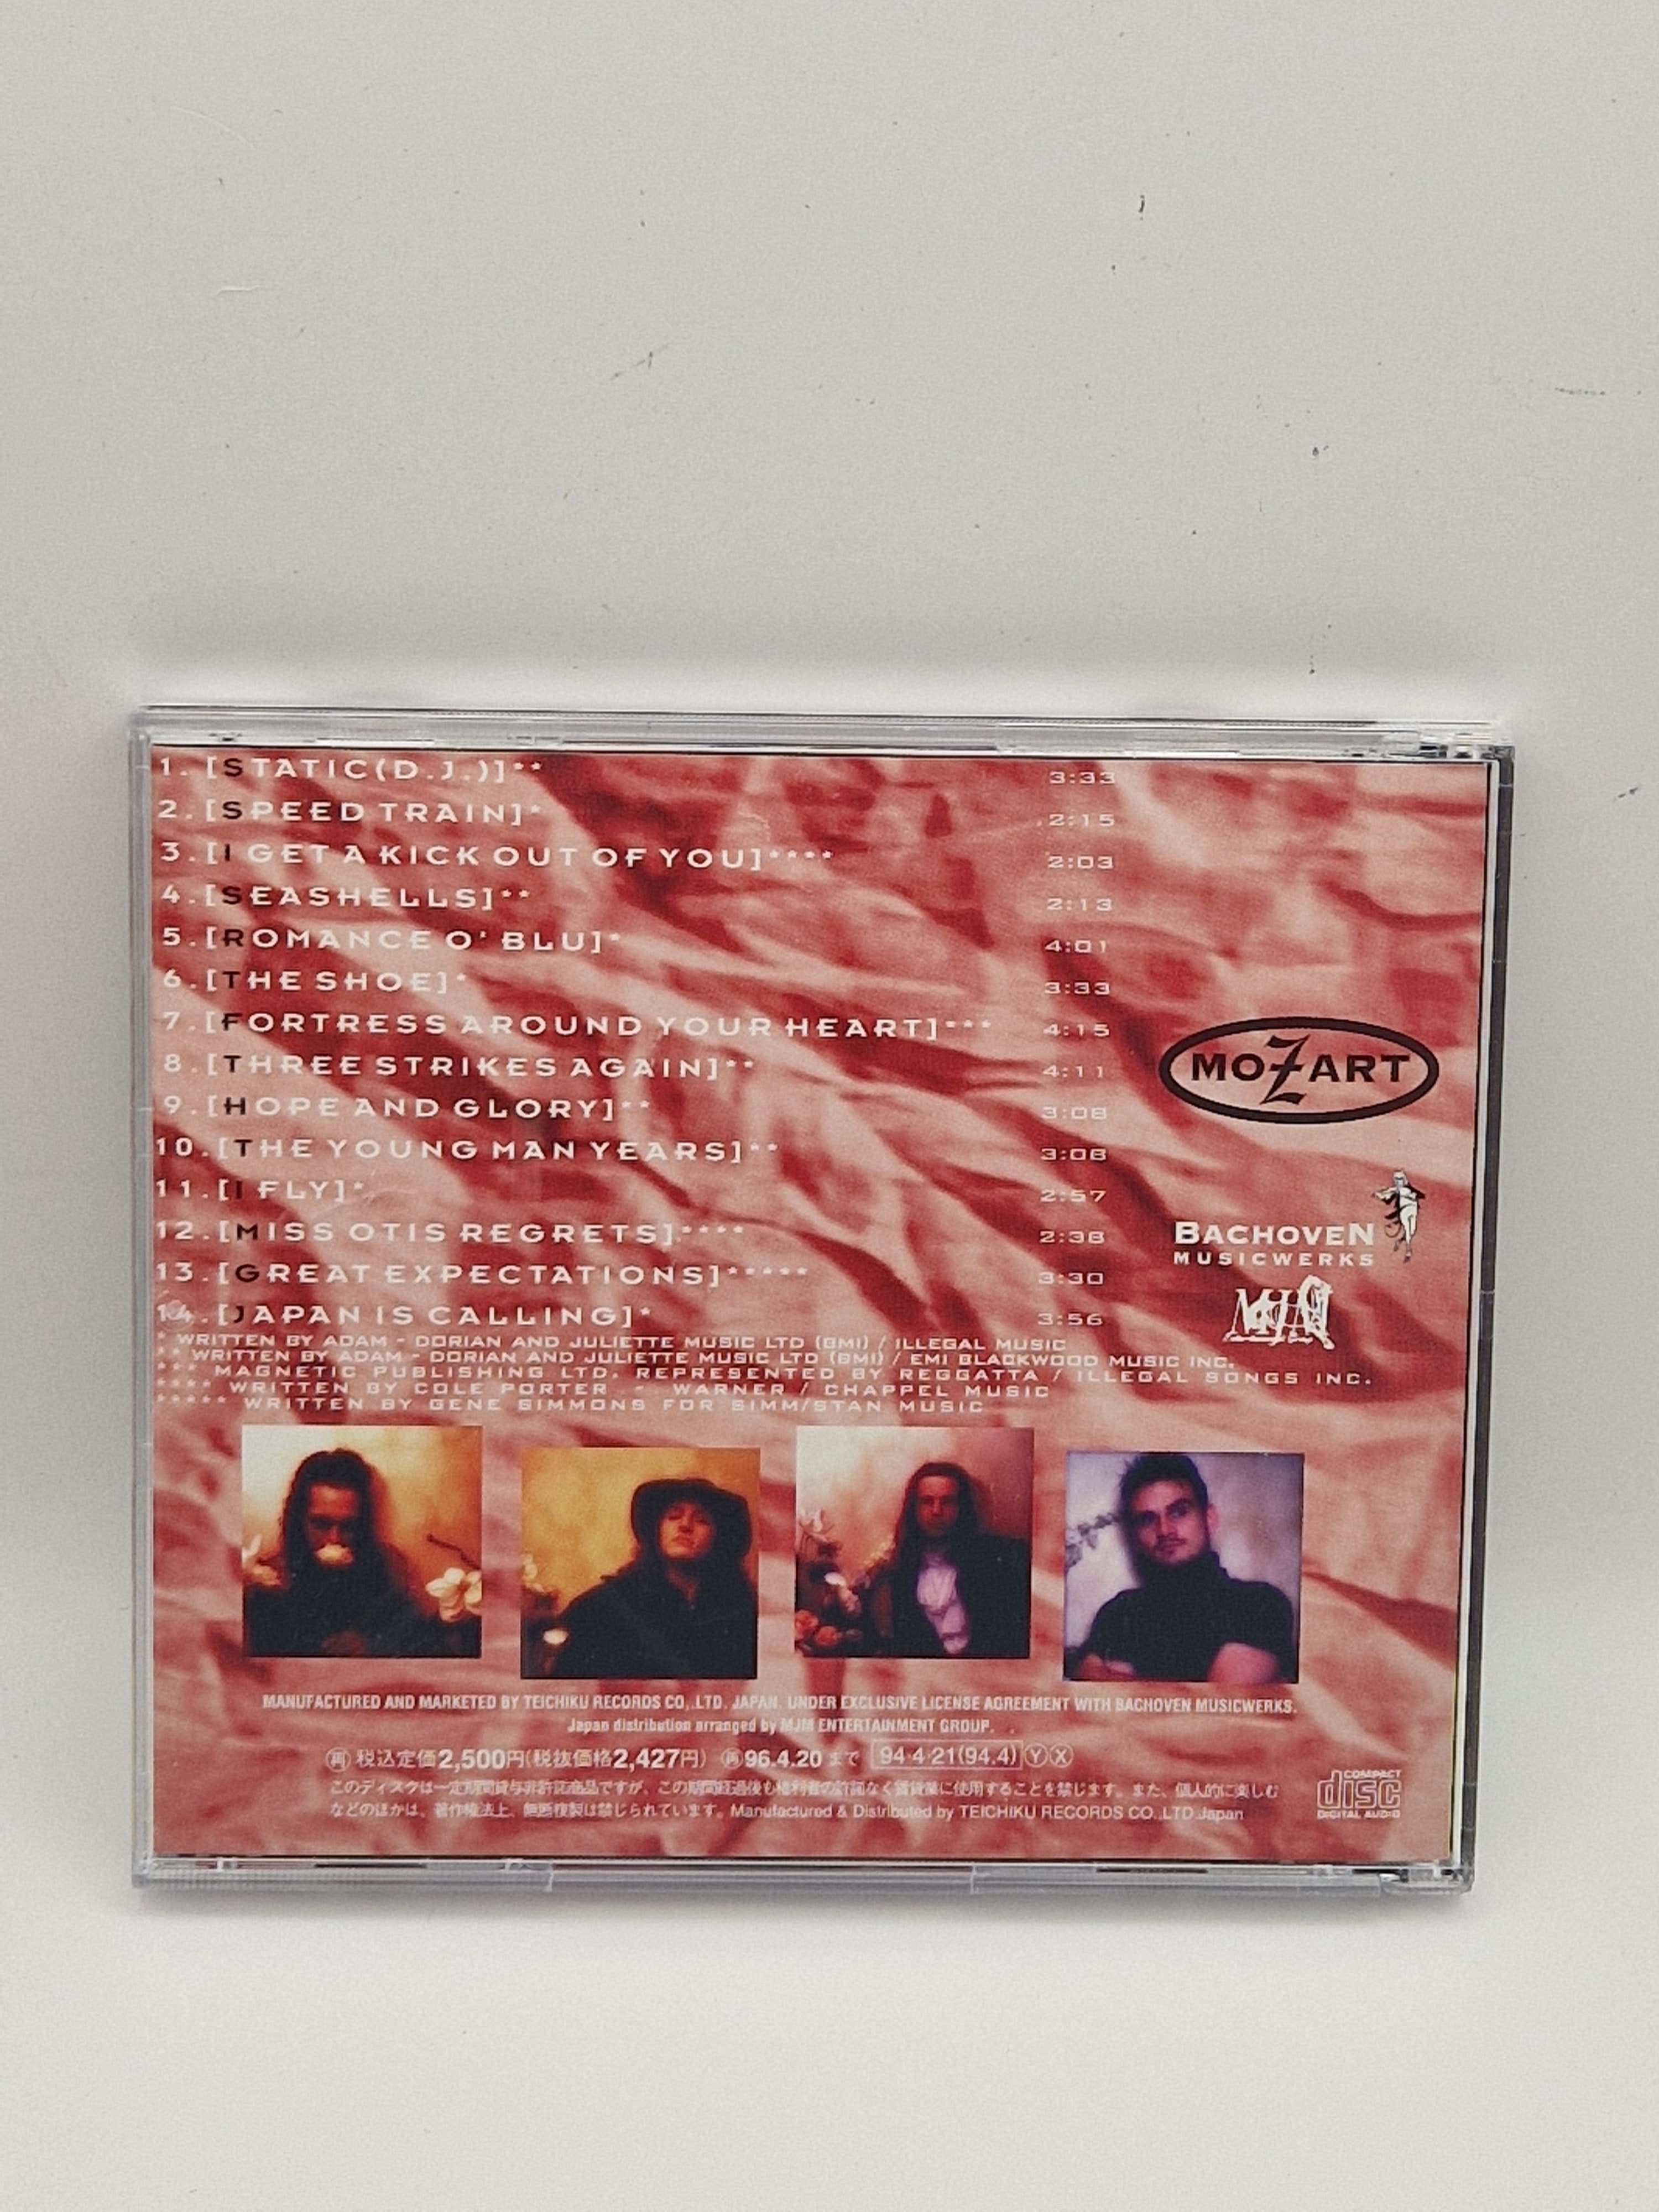 1. [STATIC(D.J.)]** 3:33
2. [SPEED TRAIN]* 2:15
3. [I GET A KICK OUT OF YOU]**** 2:03
4. [SEASHELLS]** 2:13
5. [ROMANCE O' BLU]* 4:01
6. [THE SHOE]* 3:33
7. [FORTRESS AROUND YOUR HEART]*** 4:15
8. [THREE STRIKES AGAIN]** 4:11
9. [HOPE AND GLORY]** 3:08
10. [THE YOUNG MAN YEARS]** 3:08
11. [I FLY]* 2:57
12. [MISS OTIS REGRETS]**** 2:38
13. [GREAT EXPECTATIONS]***** 3:30
14. [JAPAN IS CALLING]* 3:56
MOZART
BACHOVEN
MUSICWERKS
MJM
* WRITTEN BY ADAM - DORIAN AND JULIETTE MUSIC LTD (BMI) / ILLEGAL MUSIC
** WRITTEN BY ADAM - DORIAN AND JULIETTE MUSIC LTD (BMI) / EMI BLACKWOOD MUSIC INC.
*** MAGNETIC PUBLISHING LTD. REPRESENTED BY REGGATTA / ILLEGAL SONGS INC.
**** WRITTEN BY COLE PORTER - WARNER / CHAPPEL MUSIC
***** WRITTEN BY GENE SIMMONS FOR SIMM/STAN MUSIC
MANUFACTURED AND MARKETED BY TEICHIKU RECORDS CO.,LTD. JAPAN. UNDER EXCLUSIVE LICENSE AGREEMENT WITH BACHOVEN MUSICWERKS.
Japan distribution arranged by MJM ENTERTAINMENT GROUP.
㊢ 税込定価2,500円(税抜価格2,427円) ㊢96.4.20まで 94·4·21(94.4) Ⓨ Ⓧ
このディスクは一定期間貸与非許諾商品ですが、この期間経過後も権利者の許諾なく賃貸業に使用することを禁じます。また、個人的に楽しむ
などのほかは、著作権法上、無断複製は禁じられています。Manufactured & Distributed by TEICHIKU RECORDS CO.,LTD.Japan
COMPACT
disc
DIGITAL AUDIO